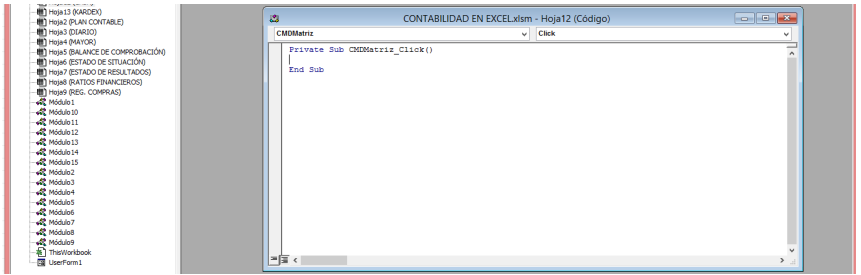 Hoja13 (KARDEX)
Hoja2 (PLAN CONTABLE)
Hoja3 (DIARIO)
Hoja4 (MAYOR)
Hoja5 (BALANCE DE COMPROBACIÓN)
Hoja6 (ESTADO DE SITUACIÓN)
Hoja7 (ESTADO DE RESULTADOS)
Hoja8 (RATIOS FINANCIEROS)
Hoja9 (REG. COMPRAS)
Módulo1
Módulo10
Módulo11
Módulo12
Módulo13
Módulo14
Módulo15
Módulo2
Módulo3
Módulo4
Módulo5
Módulo6
Módulo7
Módulo8
Módulo9
ThisWorkbook
UserForm1
CONTABILIDAD EN EXCEL.xlsm - Hoja12 (Código)
CMDMatriz
Click
Private Sub CMDMatriz_Click()
End Sub